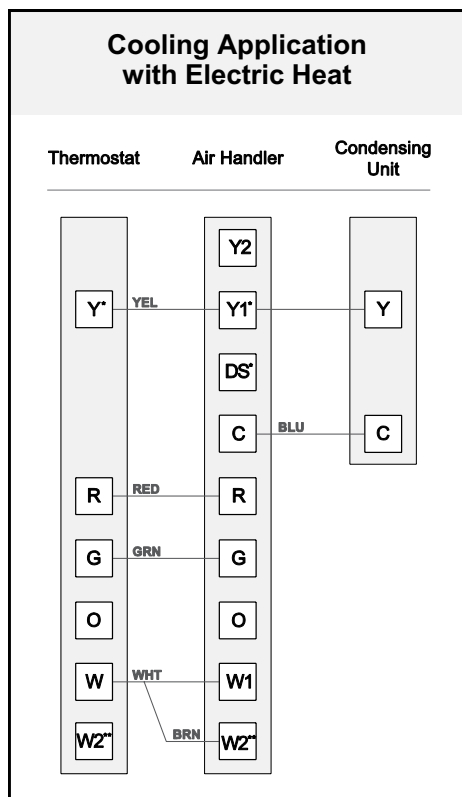 Cooling Application
with Electric Heat
Thermostat Air Handler Condensing
Unit
Y2
Y* YEL Y1* Y
DS*
C BLU C
R RED R
G GRN G
O O
W WHT W1
W2** BRN W2**